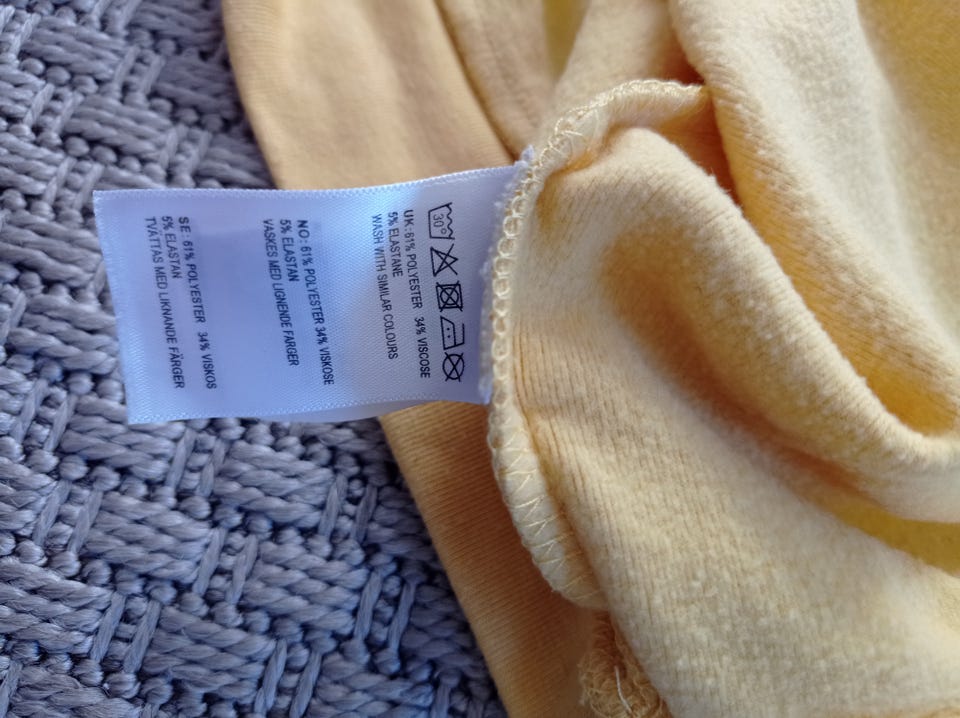 30°
UK: 61% POLYESTER 34% VISCOSE
5% ELASTANE
WASH WITH SIMILAR COLOURS
NO: 61% POLYESTER 34% VISKOSE
5% ELASTAN
VASKES MED LIGNENDE FARGER
SE: 61% POLYESTER 34% VISKOS
5% ELASTAN
TVÄTTAS MED LIKNANDE FÄRGER